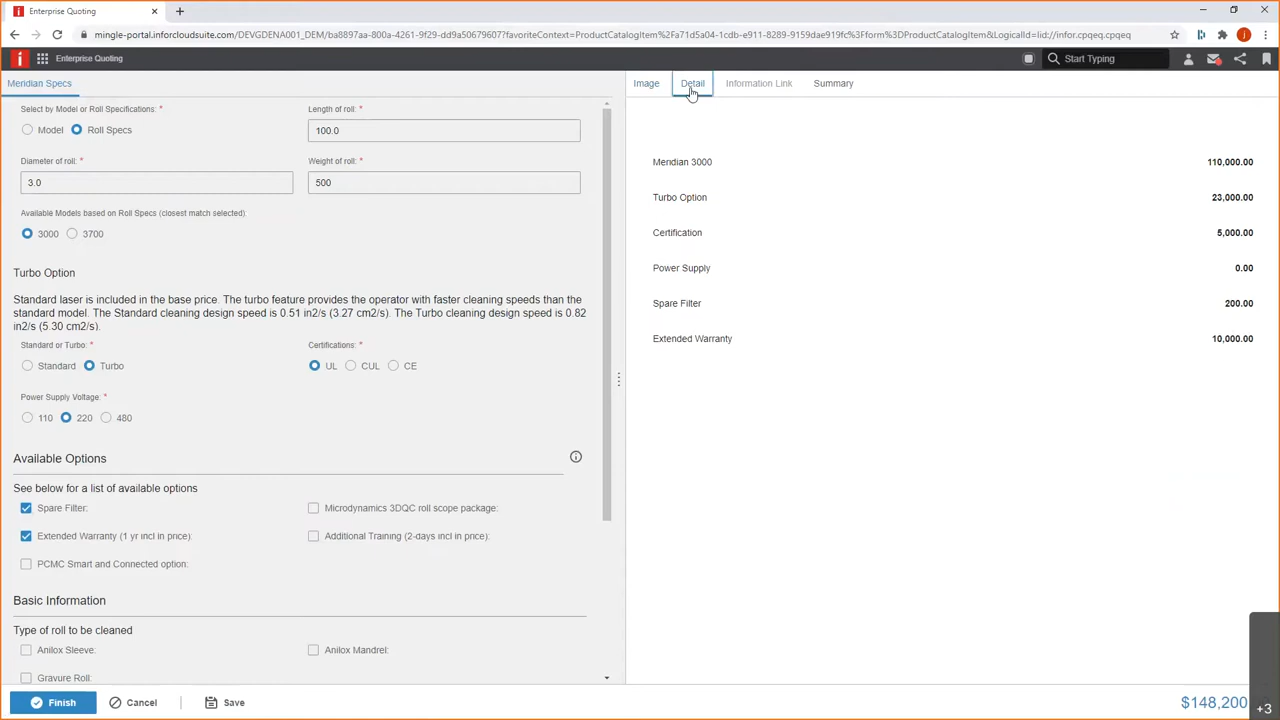 Enterprise Quoting
mingle-portal.inforcloudsuite.com/DEVGDENA001_DEM/ba8897aa-800a-4261-9f29-dd9a50679607?favoriteContext=ProductCatalogItem%2Fa71d5a04-1cdb-e911-8289-9159dae919fc%3Fform%3DProductCatalogItem&LogicalId=lid://infor.cpqeq.cpqeq
Enterprise Quoting
Start Typing
Meridian Specs
Image Detail Information Link Summary
Select by Model or Roll Specifications: *
Length of roll: *
Model Roll Specs
100.0
Diameter of roll: *
Weight of roll: *
3.0
500
Available Models based on Roll Specs (closest match selected)
3000 3700
Turbo Option
Standard laser is included in the base price. The turbo feature provides the operator with faster cleaning speeds than the
standard model. The Standard cleaning design speed is 0.51 in2/s (3.27 cm2/s). The Turbo cleaning design speed is 0.82
in2/s (5.30 cm2/s).
Standard or Turbo: *
Certifications: *
Standard Turbo
UL CUL CE
Power Supply Voltage: *
110 220 480
Available Options
See below for a list of available options
Spare Filter:
Microdynamics 3DQC roll scope package:
Extended Warranty (1 yr incl in price):
Additional Training (2-days incl in price):
PCMC Smart and Connected option:
Basic Information
Type of roll to be cleaned
Anilox Sleeve:
Anilox Mandrel:
Gravure Roll:
Meridian 3000 110,000.00
Turbo Option 23,000.00
Certification 5,000.00
Power Supply 0.00
Spare Filter 200.00
Extended Warranty 10,000.00
Finish Cancel Save
$148,200
+3